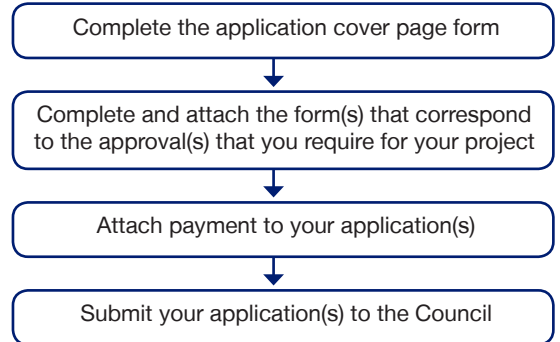 Complete the application cover page form
Complete and attach the form(s) that correspond
to the approval(s) that you require for your project
Attach payment to your application(s)
Submit your application(s) to the Council